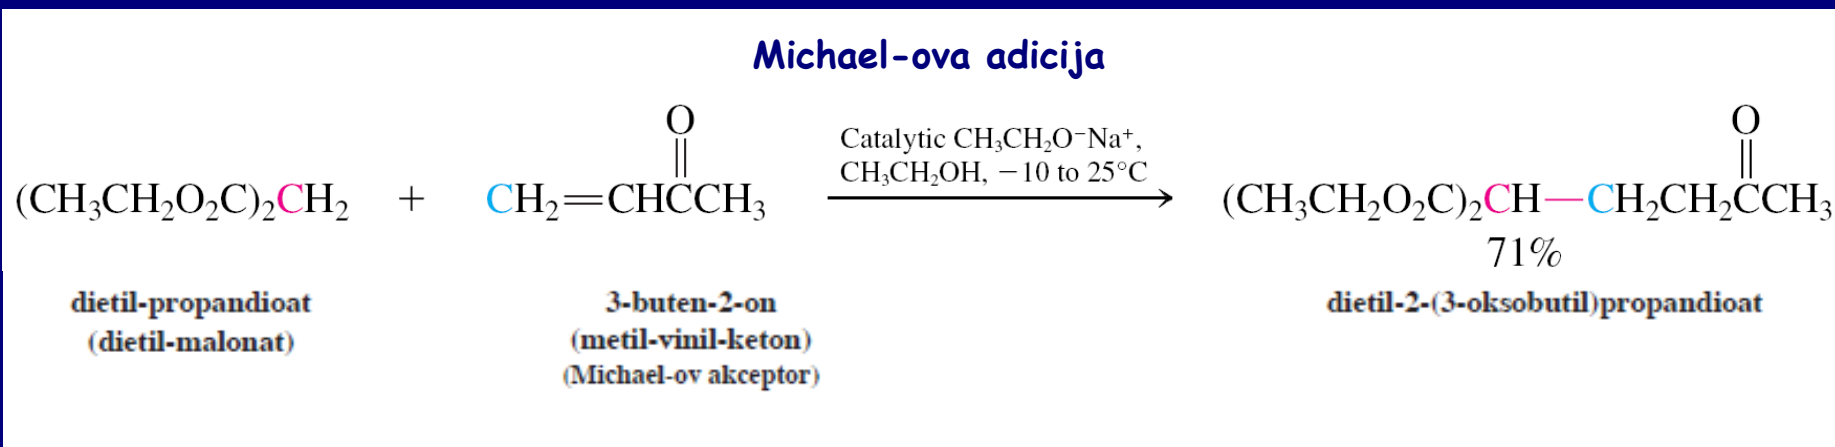 Michael-ova adicija
(CH₃CH₂O₂C)₂CH₂ + CH₂=CHCCH₃ (CH₃CH₂O₂C)₂CH—CH₂CH₂CCH₃
O
O
Catalytic CH₃CH₂O⁻Na⁺,
CH₃CH₂OH, −10 to 25°C
71%
dietil-propandioat
(dietil-malonat)
3-buten-2-on
(metil-vinil-keton)
(Michael-ov akceptor)
dietil-2-(3-oksobutil)propandioat